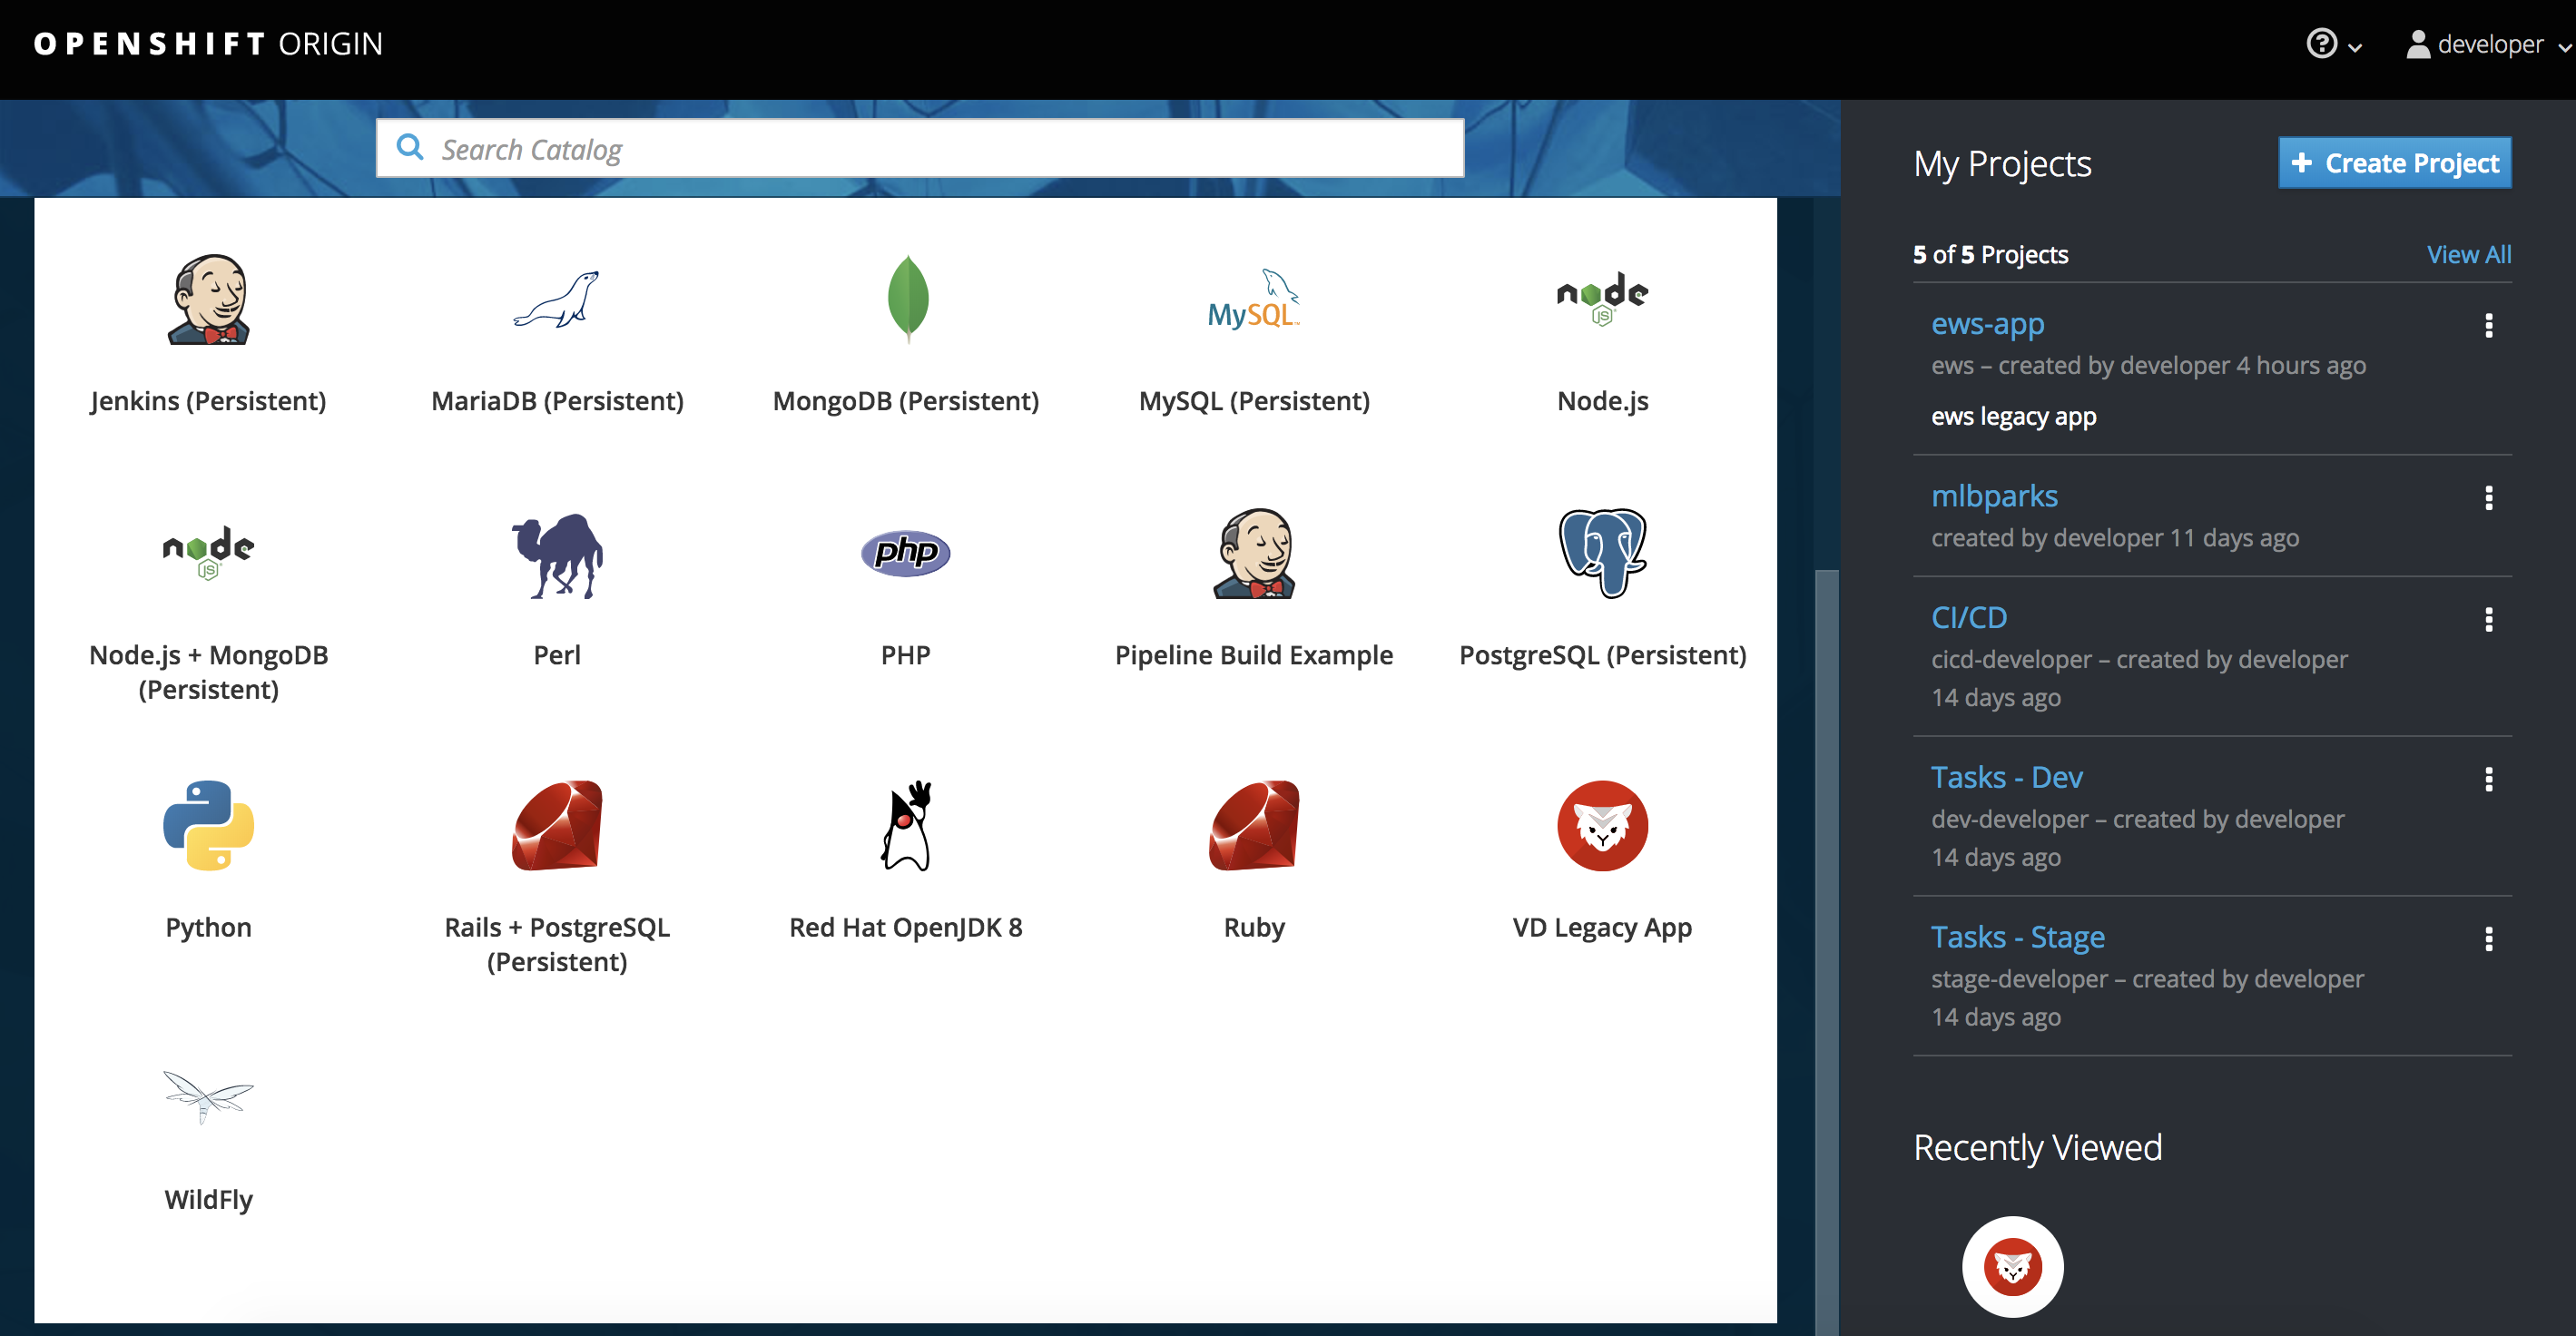 OPENSHIFT ORIGIN
developer
Search Catalog
Jenkins (Persistent)
MariaDB (Persistent)
MongoDB (Persistent)
MySQL™
MySQL (Persistent)
node
JS
Node.js
node
JS
Node.js + MongoDB
(Persistent)
Perl
php
PHP
Pipeline Build Example
PostgreSQL (Persistent)
Python
Rails + PostgreSQL
(Persistent)
Red Hat OpenJDK 8
Ruby
VD Legacy App
WildFly
My Projects
+ Create Project
5 of 5 Projects
View All
ews-app
ews – created by developer 4 hours ago
ews legacy app
mlbparks
created by developer 11 days ago
CI/CD
cicd-developer – created by developer
14 days ago
Tasks - Dev
dev-developer – created by developer
14 days ago
Tasks - Stage
stage-developer – created by developer
14 days ago
Recently Viewed